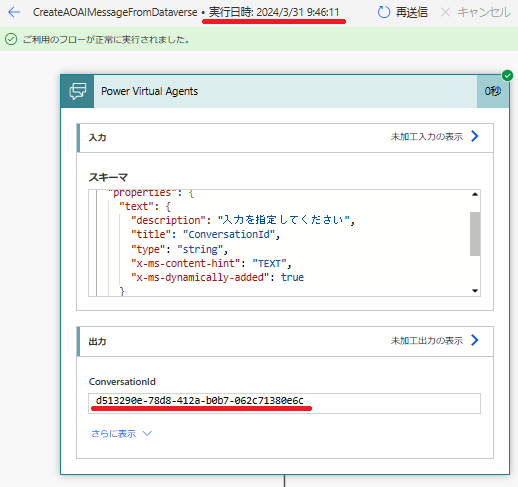 CreateAOAIMessageFromDataverse • 実行日時: 2024/3/31 9:46:11 再送信 キャンセル
ご利用のフローが正常に実行されました。
Power Virtual Agents 0秒
入力 未加工入力の表示
スキーマ
"properties": {
"text": {
"description": "入力を指定してください",
"title": "ConversationId",
"type": "string",
"x-ms-content-hint": "TEXT",
"x-ms-dynamically-added": true
}
出力 未加工出力の表示
ConversationId
d513290e-78d8-412a-b0b7-062c71380e6c
さらに表示